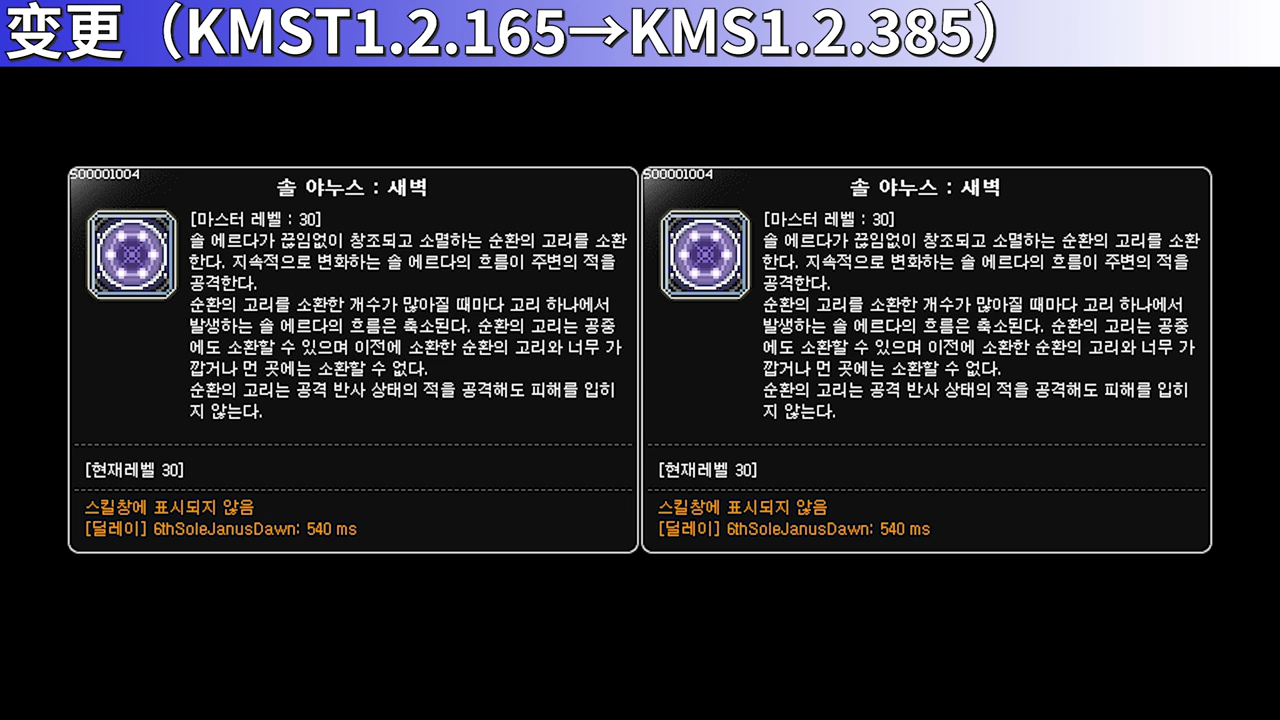 变更（KMST1.2.165→KMS1.2.385）
S00001004
솔 야누스 : 새벽
[마스터 레벨 : 30]
솔 에르다가 끊임없이 창조되고 소멸하는 순환의 고리를 소환
한다. 지속적으로 변화하는 솔 에르다의 흐름이 주변의 적을
공격한다.
순환의 고리를 소환한 개수가 많아질 때마다 고리 하나에서
발생하는 솔 에르다의 흐름은 축소된다. 순환의 고리는 공중
에도 소환할 수 있으며 이전에 소환한 순환의 고리와 너무 가
깝거나 먼 곳에는 소환할 수 없다.
순환의 고리는 공격 반사 상태의 적을 공격해도 피해를 입히
지 않는다.
[현재레벨 30]
스킬창에 표시되지 않음
[딜레이] 6thSoleJanusDawn: 540 ms
S00001004
솔 야누스 : 새벽
[마스터 레벨 : 30]
솔 에르다가 끊임없이 창조되고 소멸하는 순환의 고리를 소환
한다. 지속적으로 변화하는 솔 에르다의 흐름이 주변의 적을
공격한다.
순환의 고리를 소환한 개수가 많아질 때마다 고리 하나에서
발생하는 솔 에르다의 흐름은 축소된다. 순환의 고리는 공중
에도 소환할 수 있으며 이전에 소환한 순환의 고리와 너무 가
깝거나 먼 곳에는 소환할 수 없다.
순환의 고리는 공격 반사 상태의 적을 공격해도 피해를 입히
지 않는다.
[현재레벨 30]
스킬창에 표시되지 않음
[딜레이] 6thSoleJanusDawn: 540 ms